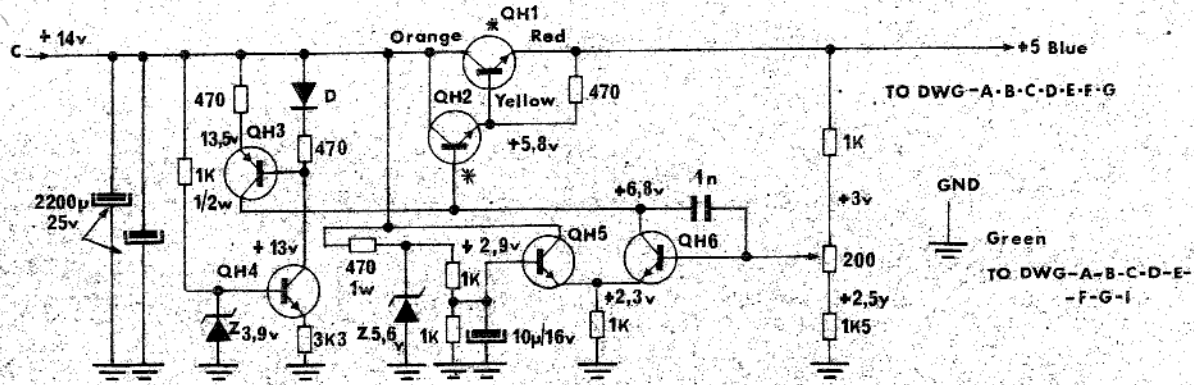 C + 14v
Orange
*
QH1
Red
+5 Blue
TO DWG-A-B-C-D-E-F-G
470
D
QH2
Yellow
470
13,5v
QH3
470
+5,8v
1K
1K
1/2w
*
+6,8v
1n
2200µ
25v
+3v
GND
+ 13v
QH4
470
1w
+ 2,9v
QH5
QH6
200
Green
1K
+2,3v
TO DWG-A-B-C-D-E-
-F-G-I
+2,5y
Z3,9v
3K3
Z5,6v
1K
10µ/16v
1K
1K5